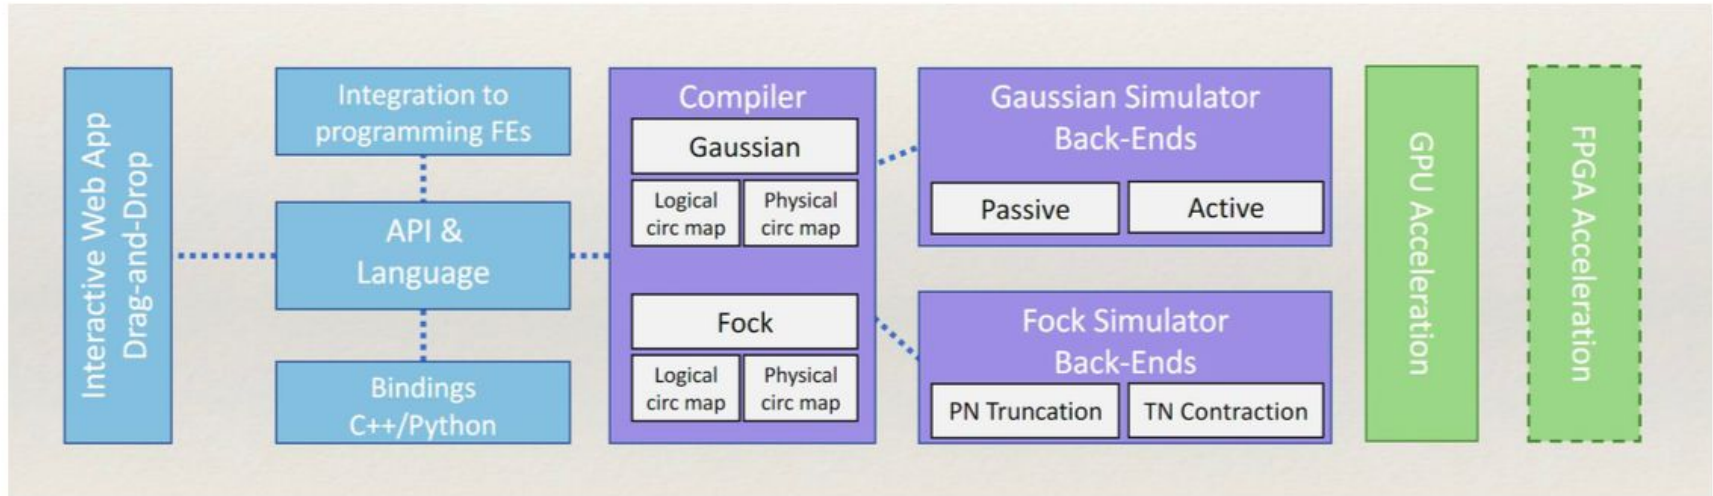 Interactive Web App
Drag-and-Drop
Integration to
programming FEs
API &
Language
Bindings
C++/Python
Compiler
Gaussian
Logical
circ map
Physical
circ map
Fock
Logical
circ map
Physical
circ map
Gaussian Simulator
Back-Ends
Passive
Active
Fock Simulator
Back-Ends
PN Truncation
TN Contraction
GPU Acceleration
FPGA Acceleration